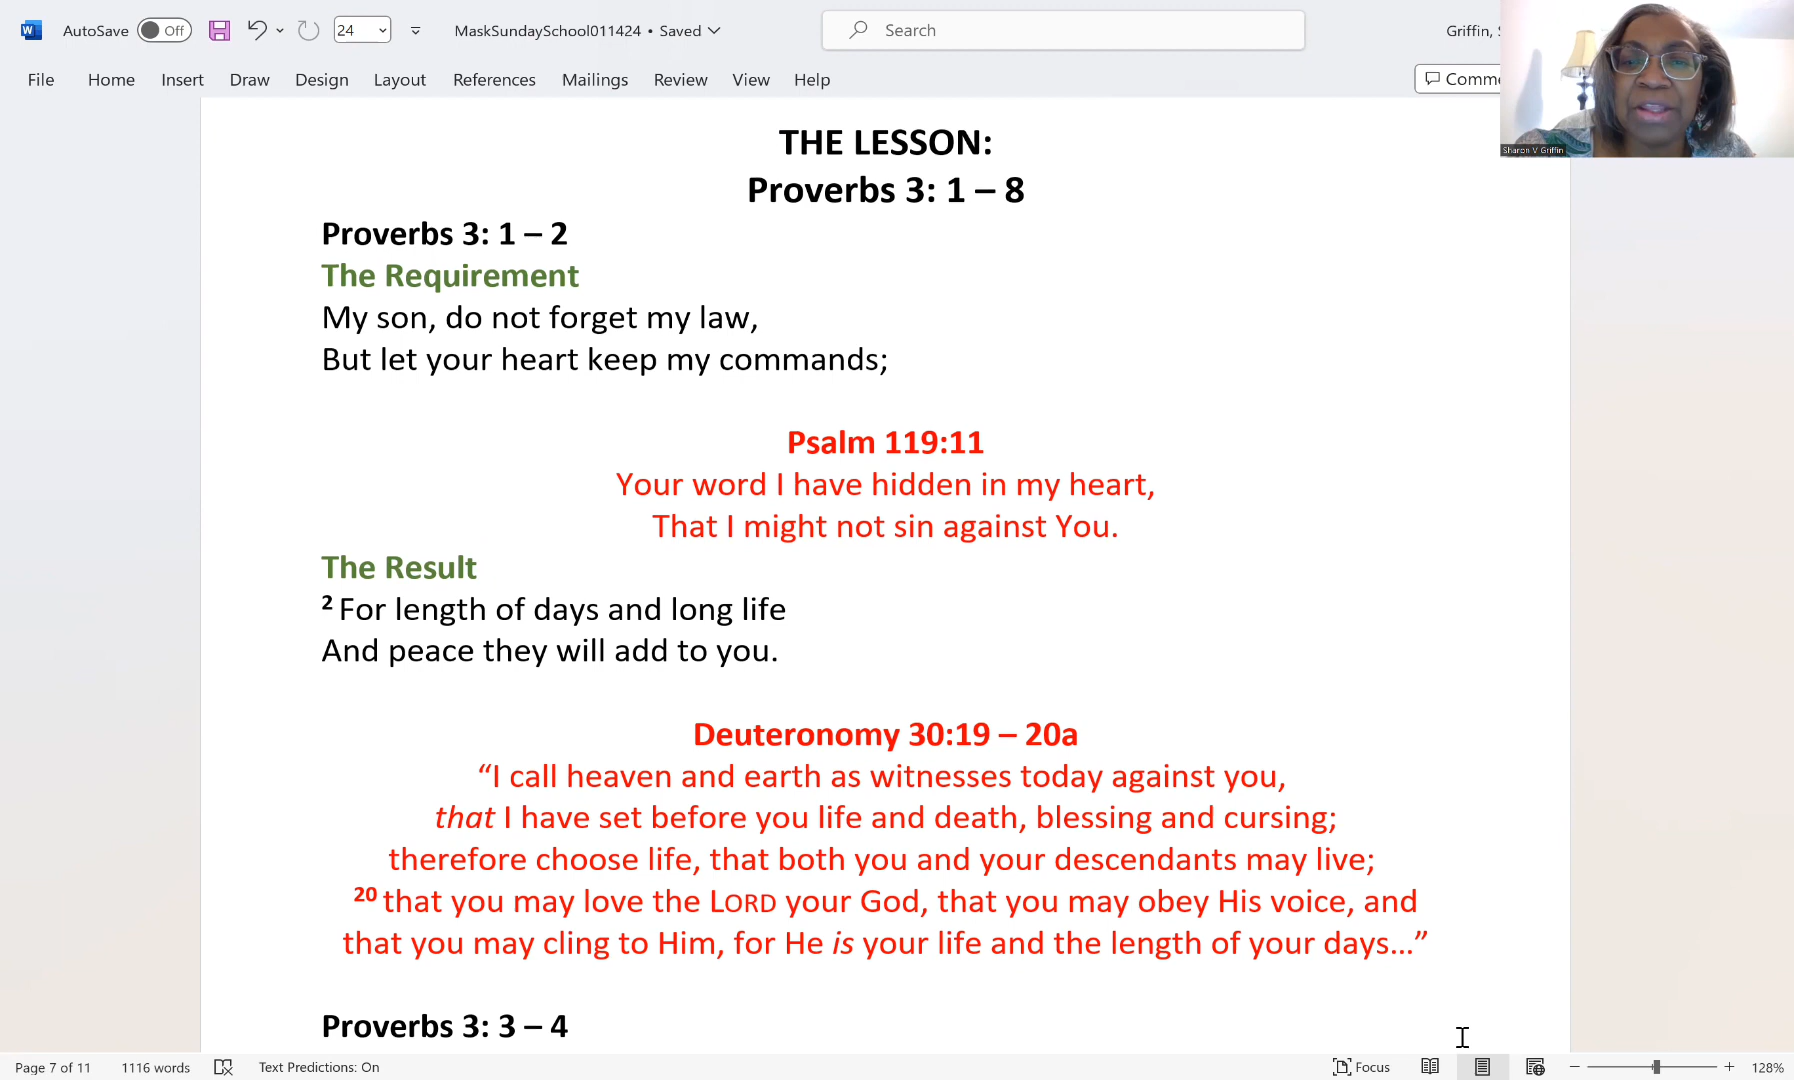 AutoSave Off 24 MaskSundaySchool011424 • Saved Search Griffin, S
File Home Insert Draw Design Layout References Mailings Review View Help Comme
Sharon V Griffin
THE LESSON:
Proverbs 3: 1 – 8
Proverbs 3: 1 – 2
The Requirement
My son, do not forget my law,
But let your heart keep my commands;
Psalm 119:11
Your word I have hidden in my heart,
That I might not sin against You.
The Result
2 For length of days and long life
And peace they will add to you.
Deuteronomy 30:19 – 20a
“I call heaven and earth as witnesses today against you,
that I have set before you life and death, blessing and cursing;
therefore choose life, that both you and your descendants may live;
20 that you may love the LORD your God, that you may obey His voice, and
that you may cling to Him, for He is your life and the length of your days...”
Proverbs 3: 3 – 4
Page 7 of 11 1116 words Text Predictions: On Focus 128%